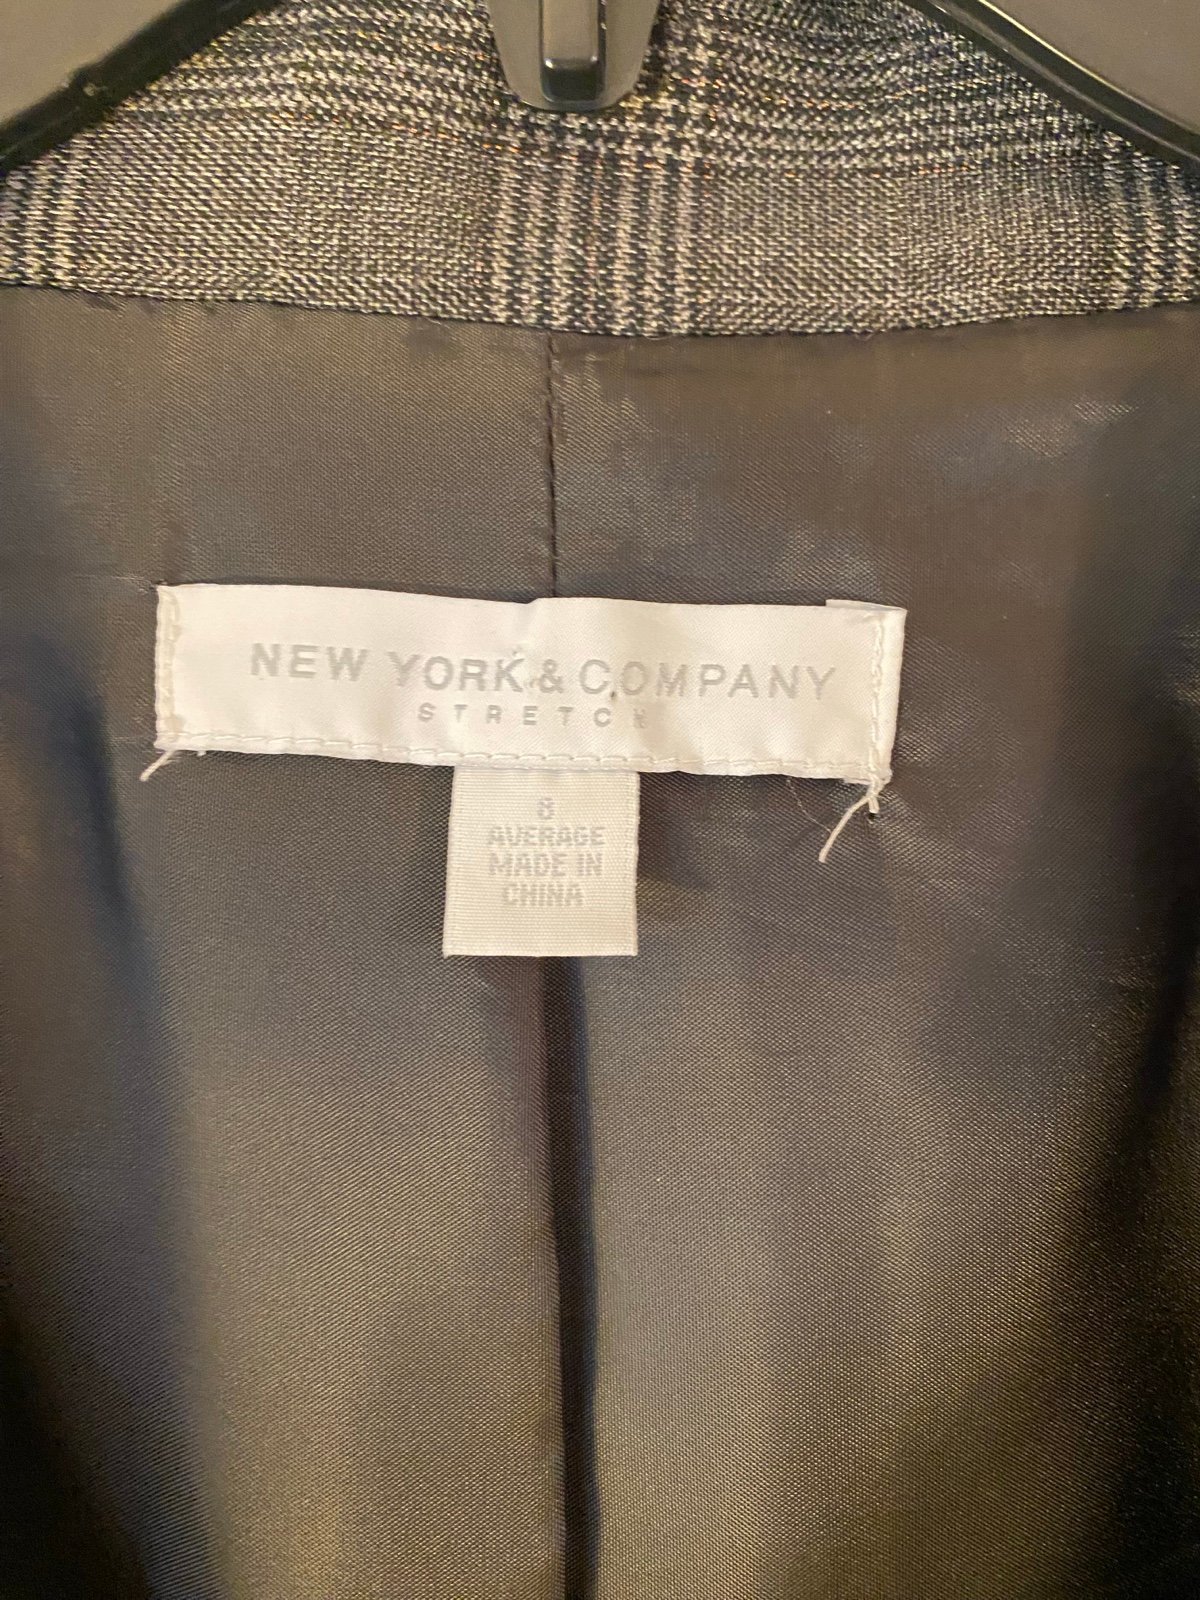 NEW YORK & COMPANY
STRETCH
8
AVERAGE
MADE IN
CHINA